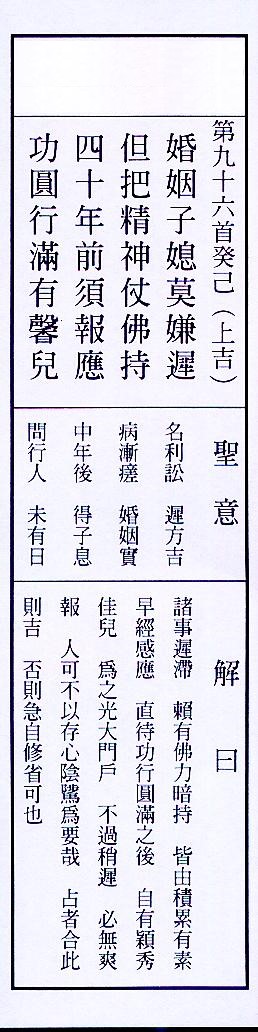 第九十六首癸己（上吉）
婚姻子媳莫嫌遲
但把精神仗佛持
四十年前須報應
功圓行滿有馨兒
聖意
名利訟　遲方吉
病漸瘥　婚姻實
中年後　得子息
問行人　未有日
解曰
諸事遲滯　賴有佛力暗持　皆由積累有素
早經感應　直待功行圓滿之後　自有穎秀
佳兒　為之光大門戶　不過稍遲　必無爽
報　人可不以存心陰騭為要哉　占者合此
則吉　否則急自修省可也